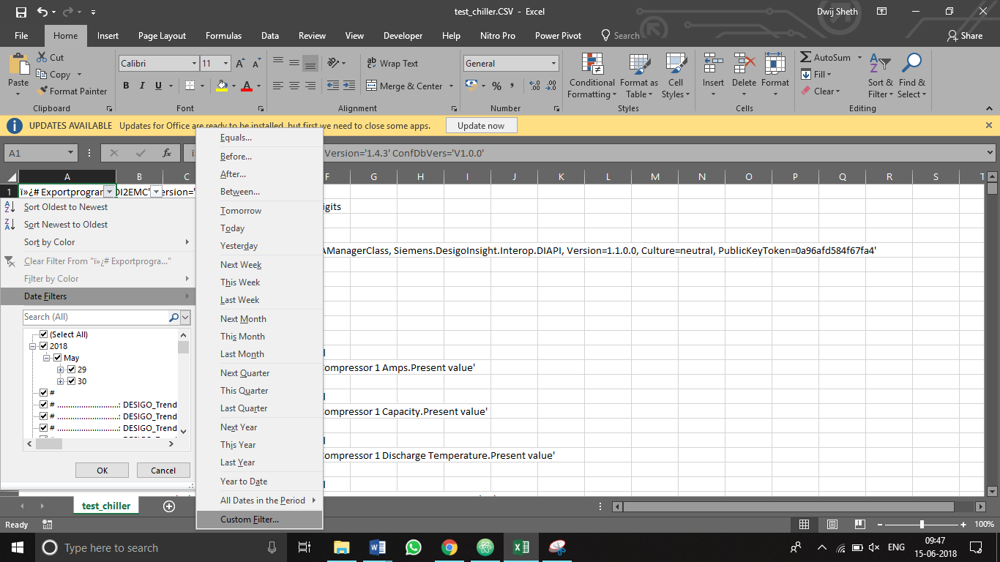 test_chiller.CSV - Excel
Dwij Sheth
File Home Insert Page Layout Formulas Data Review View Developer Help Nitro Pro Power Pivot Search Share
Paste
Cut
Copy
Format Painter
Clipboard
Calibri 11
B I U
Font
Wrap Text
Merge & Center
Alignment
General
Number
Conditional Formatting
Format as Table
Cell Styles
Styles
Insert Delete Format
Cells
AutoSum
Fill
Clear
Sort & Filter
Find & Select
Editing
UPDATES AVAILABLE Updates for Office are ready to be installed, but first we need to close some apps. Update now
A1 fx Version='1.4.3' ConfDbVers='V1.0.0'
A B C F G H I J K L M N O P Q R S T
1 ï»¿# Exportprogram DI2EMC' ersion='
igits
AManagerClass, Siemens.DesigoInsight.Interop.DIAPI, Version=1.1.0.0, Culture=neutral, PublicKeyToken=0a96afd584f67fa4'
ompressor 1 Amps.Present value'
ompressor 1 Capacity.Present value'
ompressor 1 Discharge Temperature.Present value'
Sort Oldest to Newest
Sort Newest to Oldest
Sort by Color
Clear Filter From "ï»¿# Exportprogra..."
Filter by Color
Date Filters
Search (All)
(Select All)
2018
May
29
30
#
# ............................: DESIGO_Trend
# ............................: DESIGO_Trend
# ............................: DESIGO_Trend
OK Cancel
Equals...
Before...
After...
Between...
Tomorrow
Today
Yesterday
Next Week
This Week
Last Week
Next Month
This Month
Last Month
Next Quarter
This Quarter
Last Quarter
Next Year
This Year
Last Year
Year to Date
All Dates in the Period
Custom Filter...
test_chiller
Ready
100%
Type here to search
ENG
09:47
15-06-2018